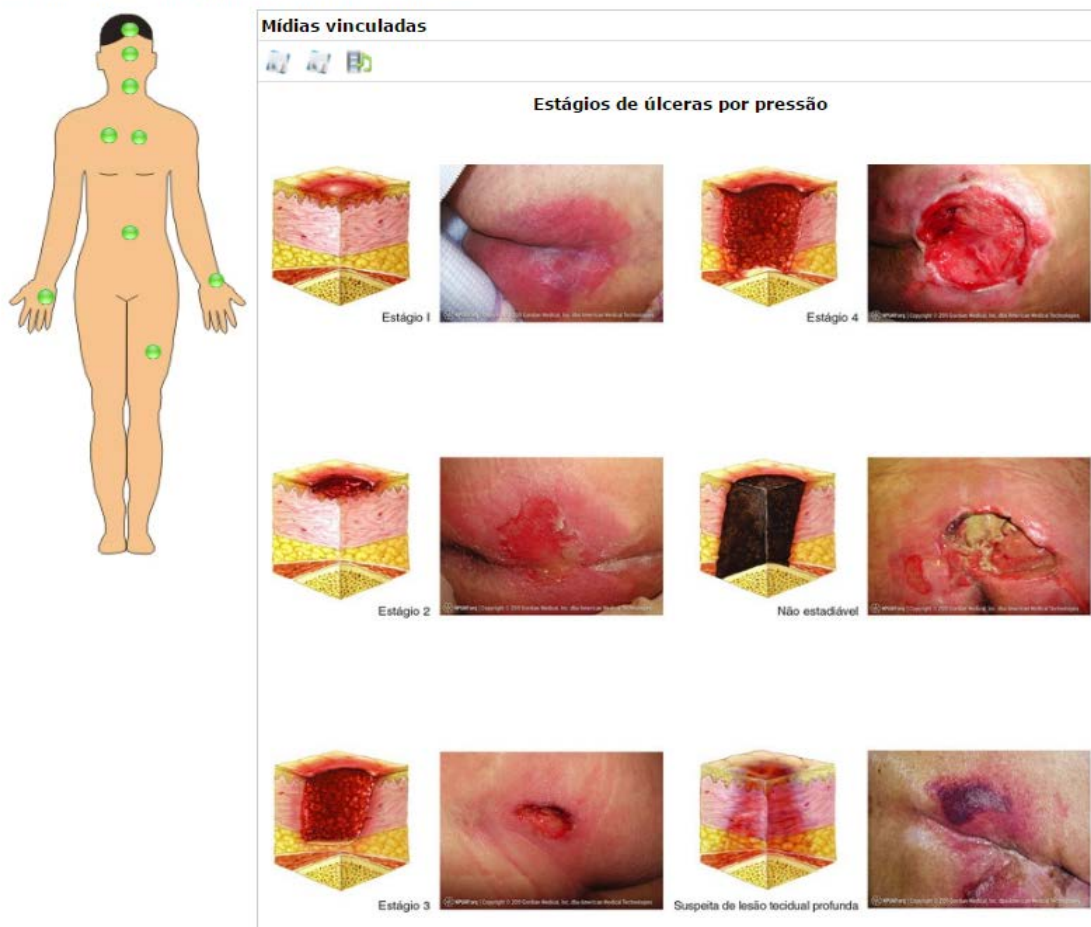 Mídias vinculadas
Estágios de úlceras por pressão
Estágio I
Estágio 4
Estágio 2
Não estadiável
Estágio 3
Suspeita de lesão tecidual profunda